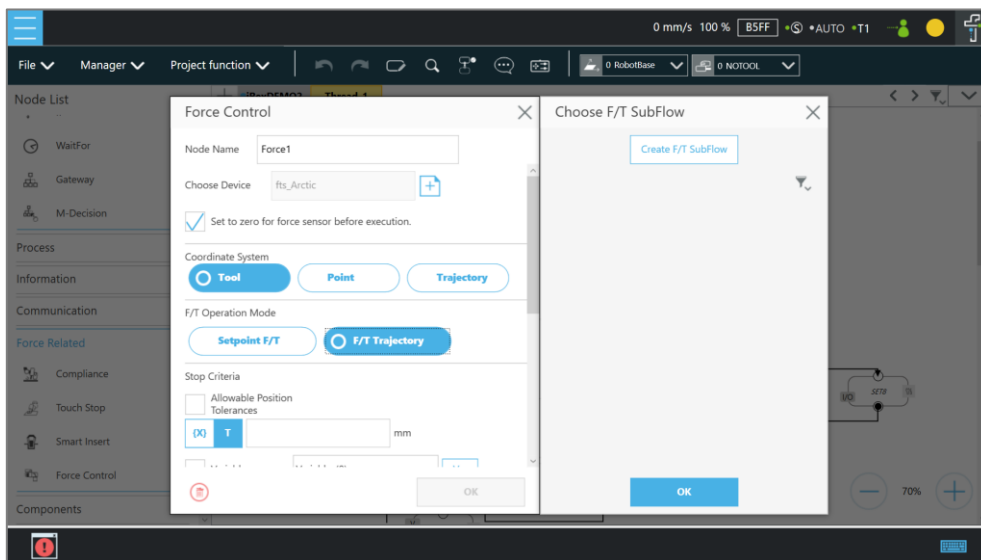 0 mm/s 100 % B5FF S AUTO T1
File Manager Project function 0 RobotBase 0 NOTOOL
Node List
Thread_1
WaitFor
Gateway
M-Decision
Process
Information
Communication
Force Related
Compliance
Touch Stop
Smart Insert
Force Control
Components
Force Control
Node Name Force1
Choose Device fts_Arctic
Set to zero for force sensor before execution.
Coordinate System
Tool Point Trajectory
F/T Operation Mode
Setpoint F/T F/T Trajectory
Stop Criteria
Allowable Position
Tolerances
{X} T mm
OK
Choose F/T SubFlow
Create F/T SubFlow
OK
I/O SET8
70%